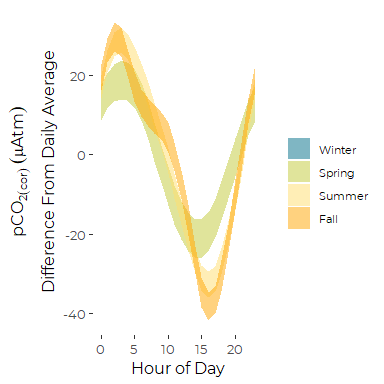 pCO₂₍cor₎ (μAtm)
Difference From Daily Average
20
0
-20
-40
0
5
10
15
20
Hour of Day
Winter
Spring
Summer
Fall